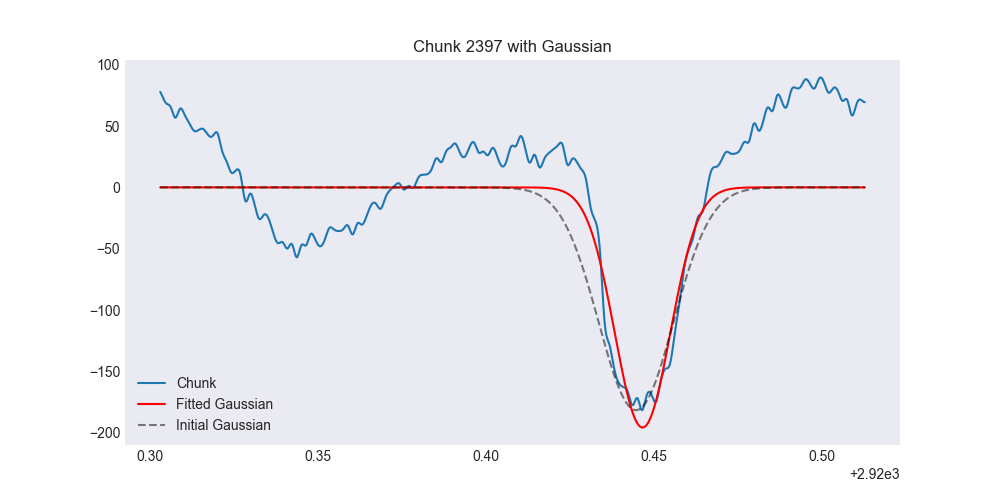 Chunk 2397 with Gaussian
100
50
0
−50
−100
−150
−200
Chunk
Fitted Gaussian
Initial Gaussian
0.30 0.35 0.40 0.45 0.50
+2.92e3